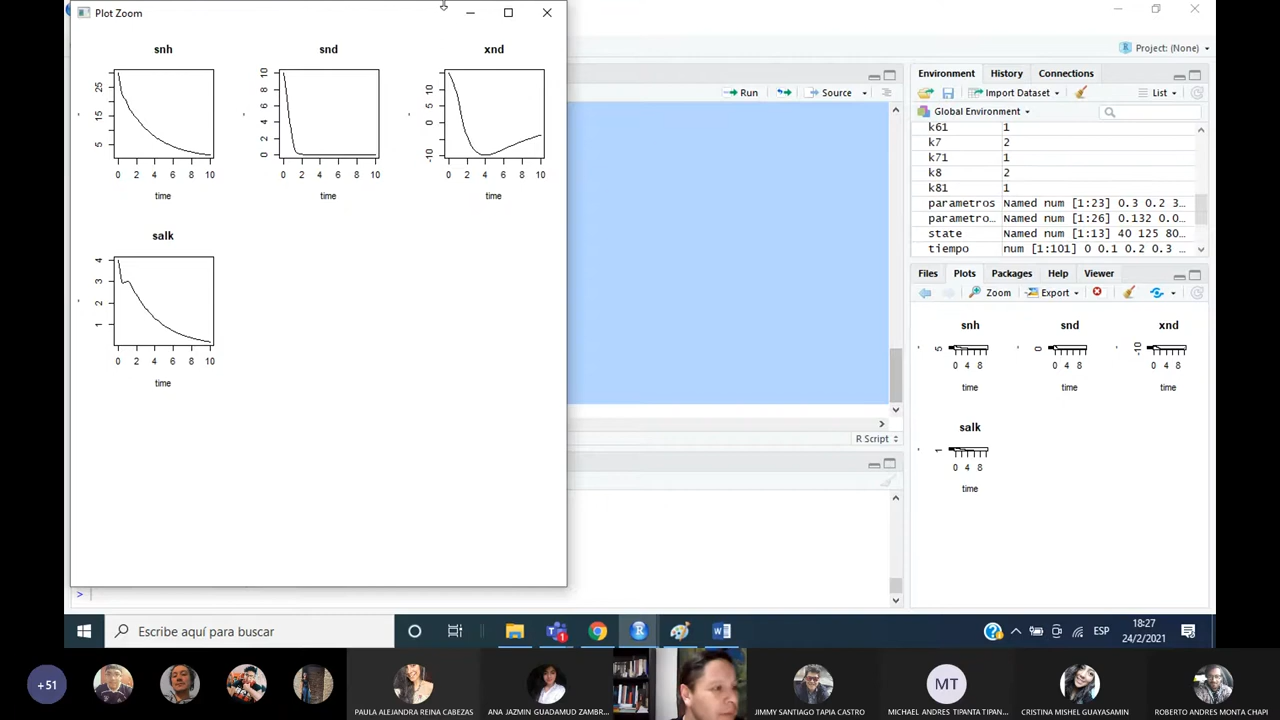 Plot Zoom
snh
snd
xnd
25
15
5
10
8
6
4
2
0
10
5
0
-10
0 2 4 6 8 10
0 2 4 6 8 10
0 2 4 6 8 10
time
time
time
salk
4
3
2
1
0 2 4 6 8 10
time
Run
Source
R Script
>
Project: (None)
Environment
History
Connections
Import Dataset
List
Global Environment
k61 1
k7 2
k71 1
k8 2
k81 1
parametros Named num [1:23] 0.3 0.2 3…
parametro… Named num [1:26] 0.132 0.0…
state Named num [1:13] 40 125 80…
tiempo num [1:101] 0 0.1 0.2 0.3 …
Files
Plots
Packages
Help
Viewer
Zoom
Export
snh
snd
xnd
5
0
-10
0 4 8
0 4 8
0 4 8
time
time
time
salk
1
0 4 8
time
Escribe aquí para buscar
1
ESP
18:27
24/2/2021
+51
PAULA ALEJANDRA REINA CABEZAS
ANA JAZMIN GUADAMUD ZAMBR...
JIMMY SANTIAGO TAPIA CASTRO
MT
MICHAEL ANDRES TIPANTA TIPAN...
CRISTINA MISHEL GUAYASAMIN
ROBERTO ANDRES MONTA CHAPI